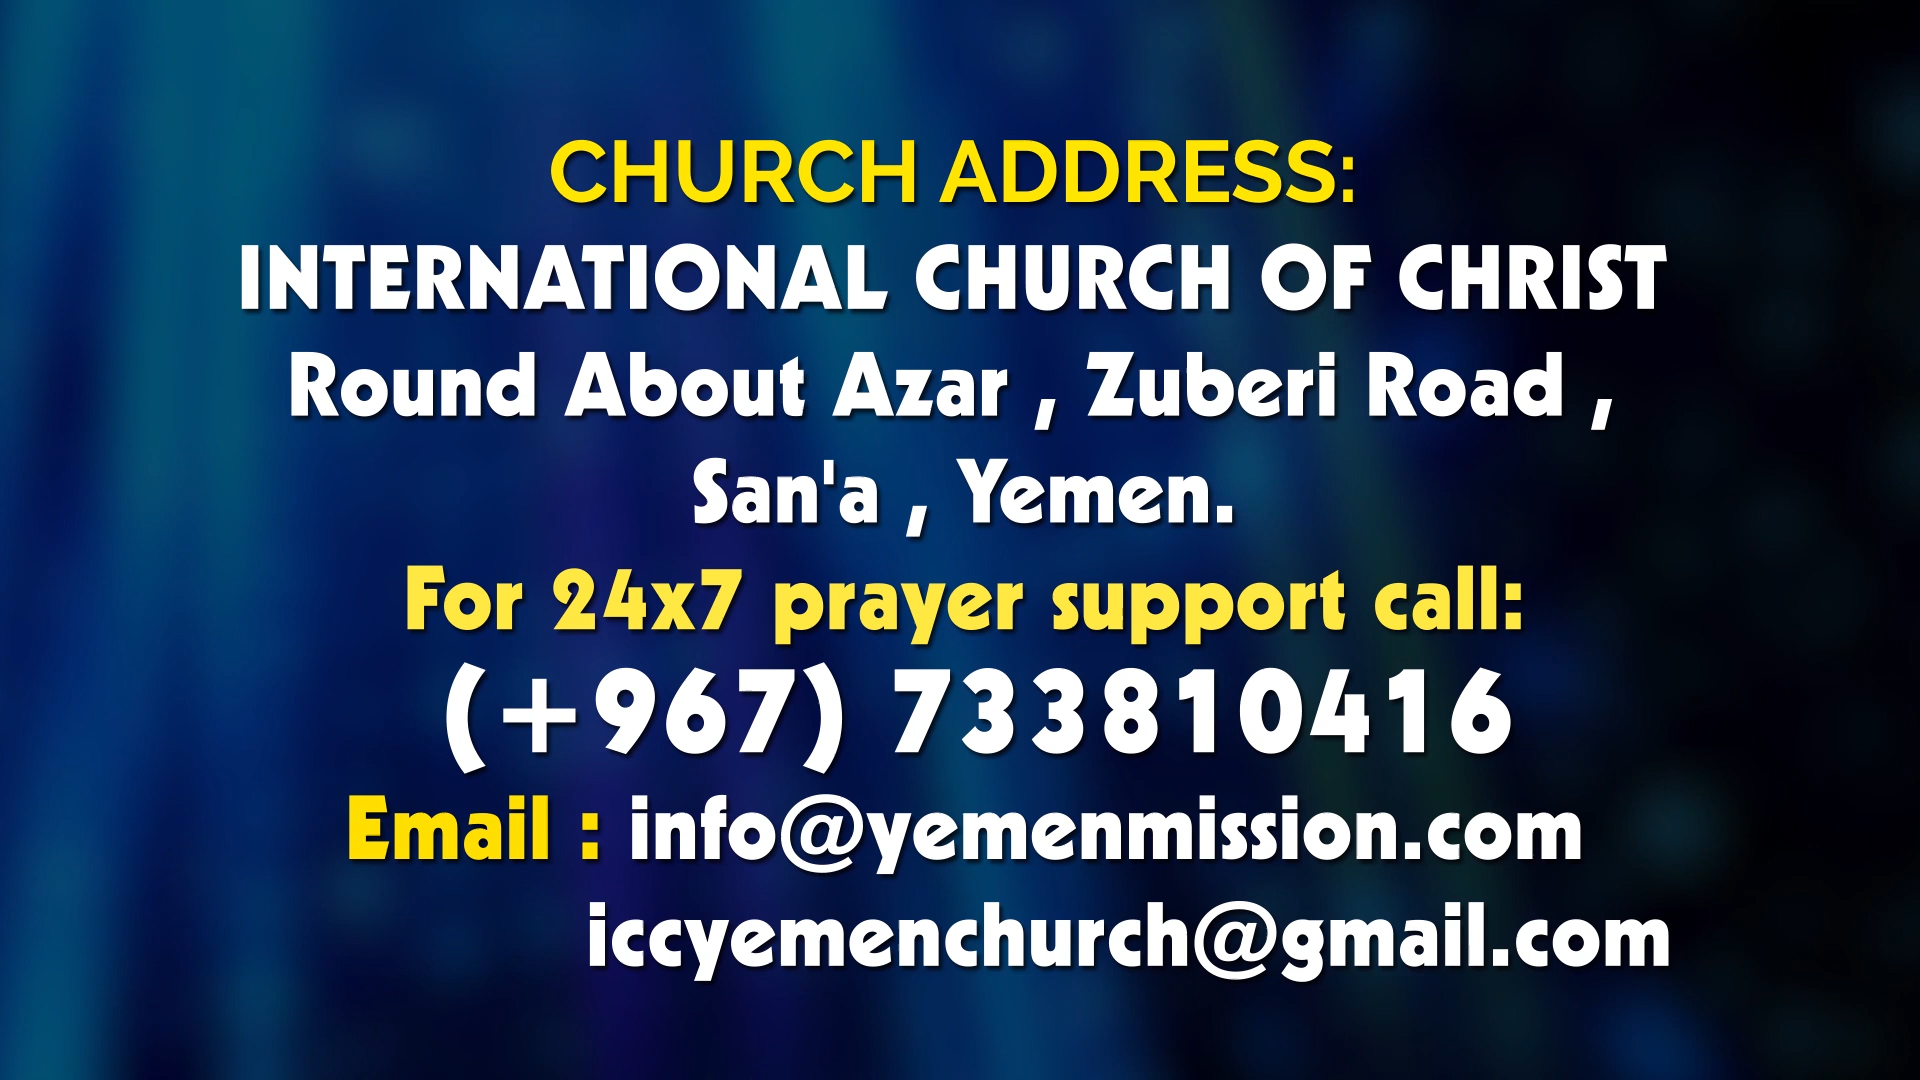 CHURCH ADDRESS:
INTERNATIONAL CHURCH OF CHRIST
Round About Azar , Zuberi Road ,
San'a , Yemen.
For 24x7 prayer support call:
(+967) 733810416
Email : info@yemenmission.com
iccyemenchurch@gmail.com